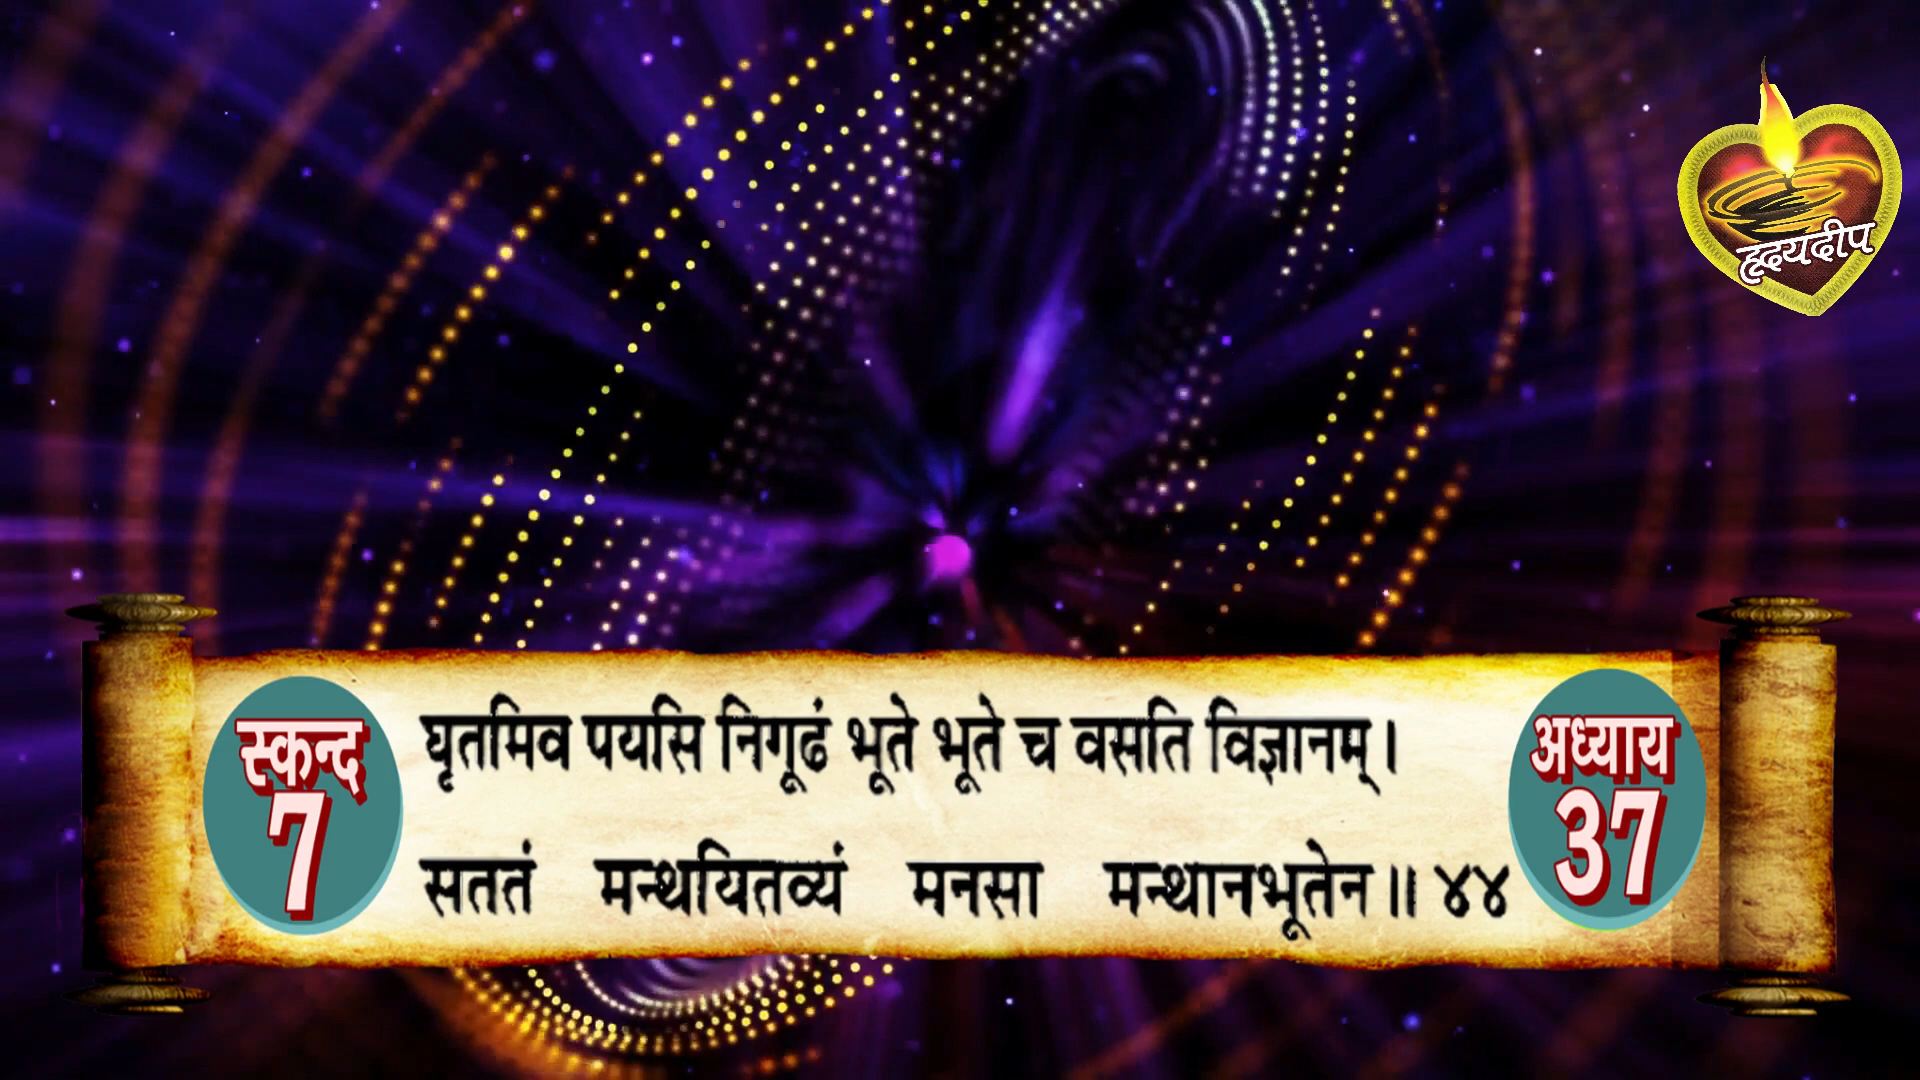 हृदयदीप
स्कन्द
7
घृतमिव पयसि निगूढं भूते भूते च वसति विज्ञानम्।
सततं मन्थयितव्यं मनसा मन्थानभूतेन॥ ४४
अध्याय
37